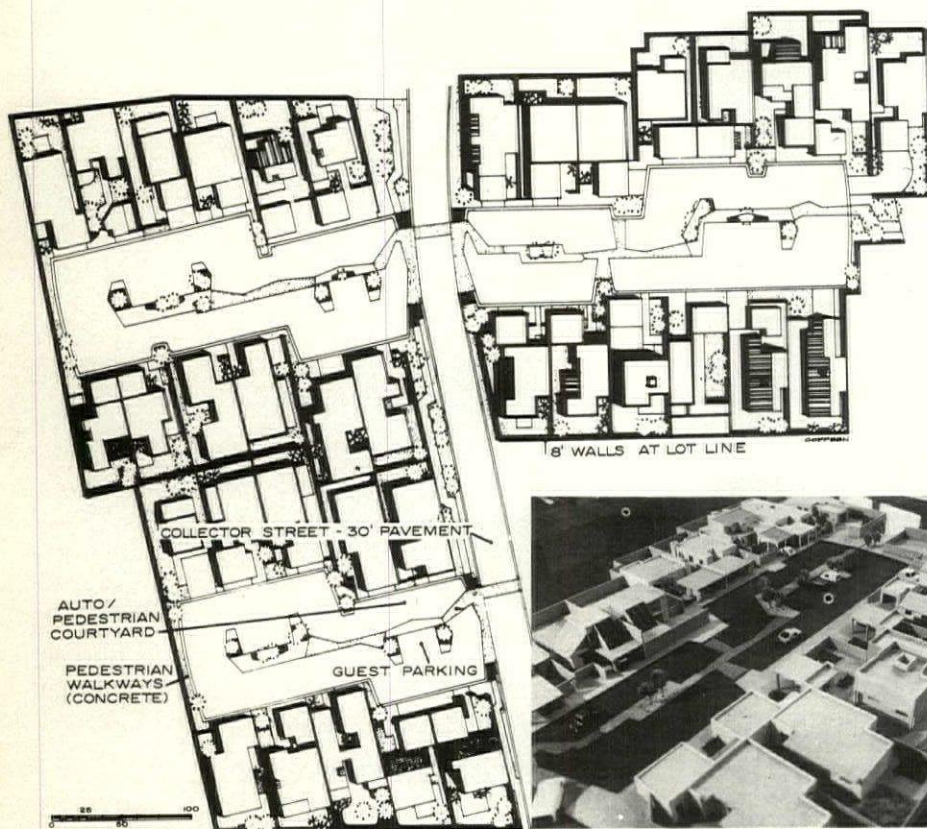 8' WALLS AT LOT LINE
COLLECTOR STREET - 30' PAVEMENT
AUTO/
PEDESTRIAN
COURTYARD
PEDESTRIAN
WALKWAYS
(CONCRETE)
GUEST PARKING
25
100
0
50